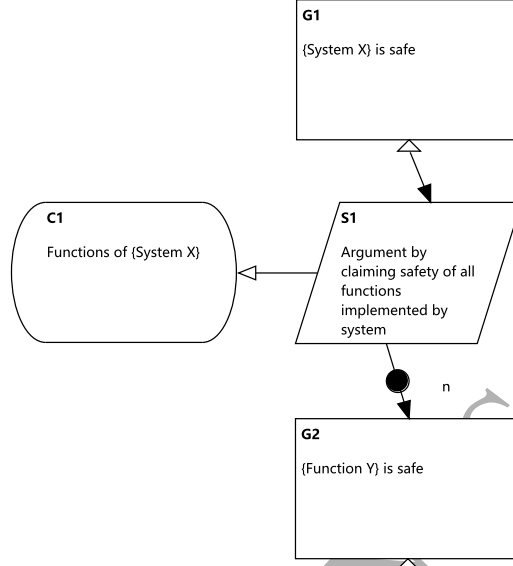 G1
{System X} is safe
C1
Functions of {System X}
S1
Argument by
claiming safety of all
functions
implemented by
system
n
G2
{Function Y} is safe